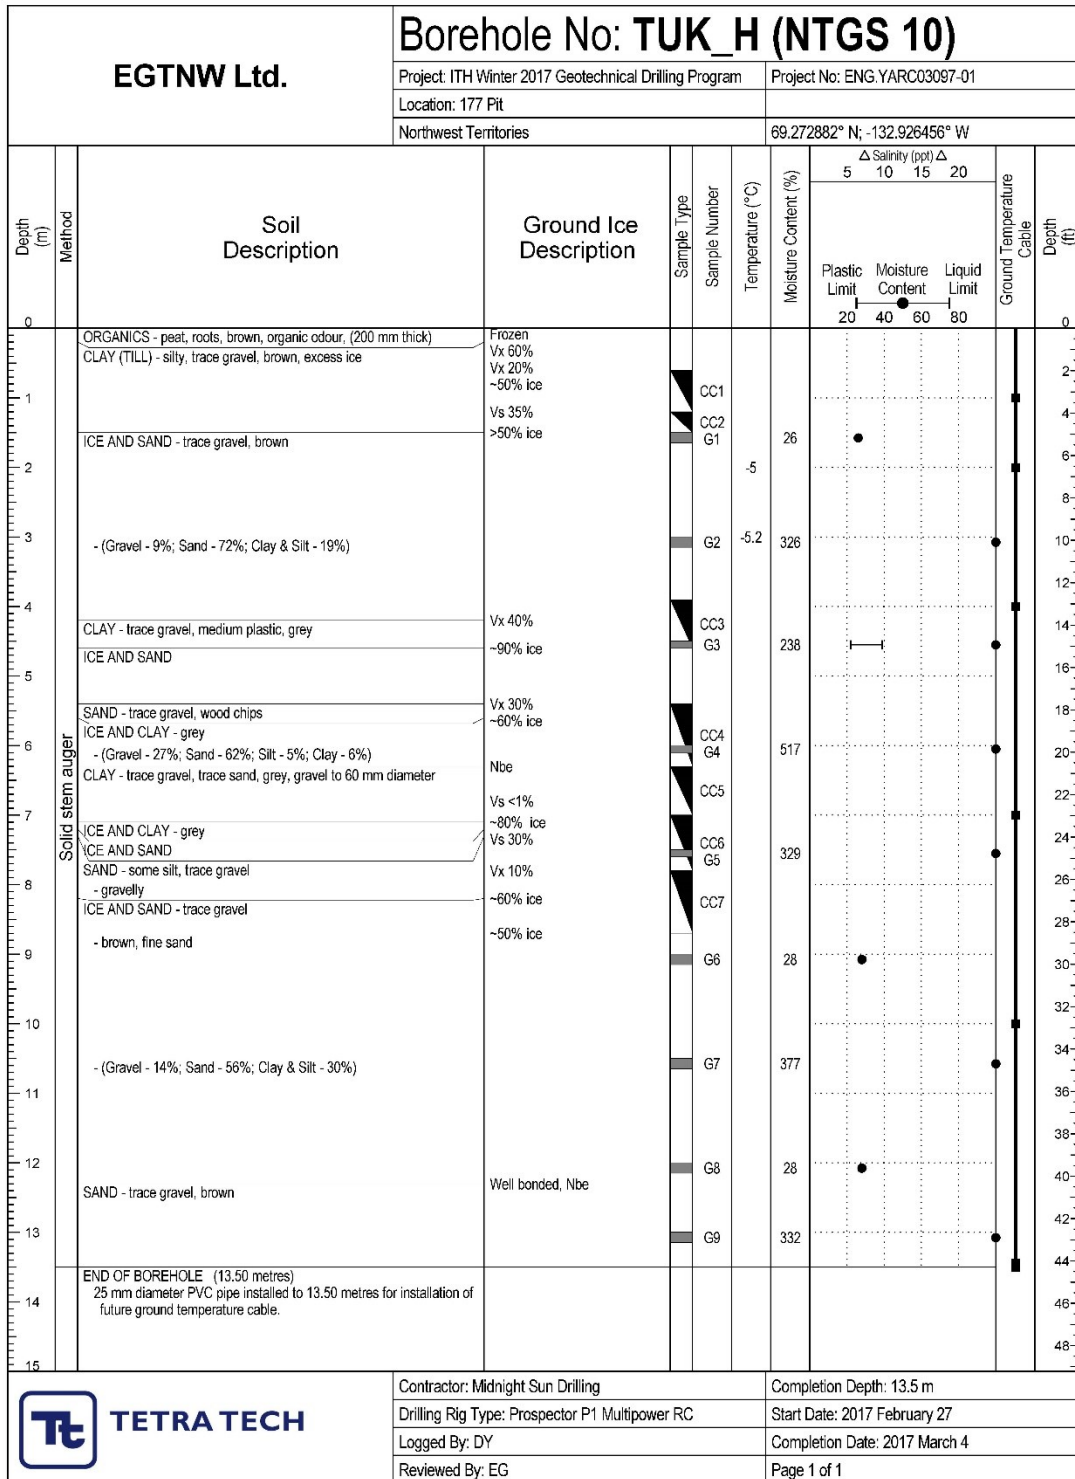 EGTNW Ltd.
Borehole No: TUK_H (NTGS 10)
Project: ITH Winter 2017 Geotechnical Drilling Program
Project No: ENG.YARC03097-01
Location: 177 Pit
Northwest Territories
69.272882° N; -132.926456° W
Depth
(m)
Method
Soil
Description
Ground Ice
Description
Sample Type
Sample Number
Temperature (°C)
Moisture Content (%)
△ Salinity (ppt) △
5 10 15 20
Plastic
Limit
Moisture
Content
Liquid
Limit
20 40 60 80
Ground Temperature
Cable
Depth
(ft)
0
1
2
3
4
5
6
7
8
9
10
11
12
13
14
15
Solid stem auger
ORGANICS - peat, roots, brown, organic odour, (200 mm thick)
CLAY (TILL) - silty, trace gravel, brown, excess ice
ICE AND SAND - trace gravel, brown
- (Gravel - 9%; Sand - 72%; Clay & Silt - 19%)
CLAY - trace gravel, medium plastic, grey
ICE AND SAND
SAND - trace gravel, wood chips
ICE AND CLAY - grey
- (Gravel - 27%; Sand - 62%; Silt - 5%; Clay - 6%)
CLAY - trace gravel, trace sand, grey, gravel to 60 mm diameter
ICE AND CLAY - grey
ICE AND SAND
SAND - some silt, trace gravel
- gravelly
ICE AND SAND - trace gravel
- brown, fine sand
- (Gravel - 14%; Sand - 56%; Clay & Silt - 30%)
SAND - trace gravel, brown
END OF BOREHOLE (13.50 metres)
25 mm diameter PVC pipe installed to 13.50 metres for installation of
future ground temperature cable.
Frozen
Vx 60%
Vx 20%
~50% ice
Vs 35%
>50% ice
Vx 40%
~90% ice
Vx 30%
~60% ice
Nbe
Vs <1%
~80% ice
Vs 30%
Vx 10%
~60% ice
~50% ice
Well bonded, Nbe
CC1
CC2
G1
G2
CC3
G3
CC4
G4
CC5
CC6
G5
CC7
G6
G7
G8
G9
-5
-5.2
26
326
238
517
329
28
377
28
332
0
2
4
6
8
10
12
14
16
18
20
22
24
26
28
30
32
34
36
38
40
42
44
46
48
Tt
TETRA TECH
Contractor: Midnight Sun Drilling
Completion Depth: 13.5 m
Drilling Rig Type: Prospector P1 Multipower RC
Start Date: 2017 February 27
Logged By: DY
Completion Date: 2017 March 4
Reviewed By: EG
Page 1 of 1